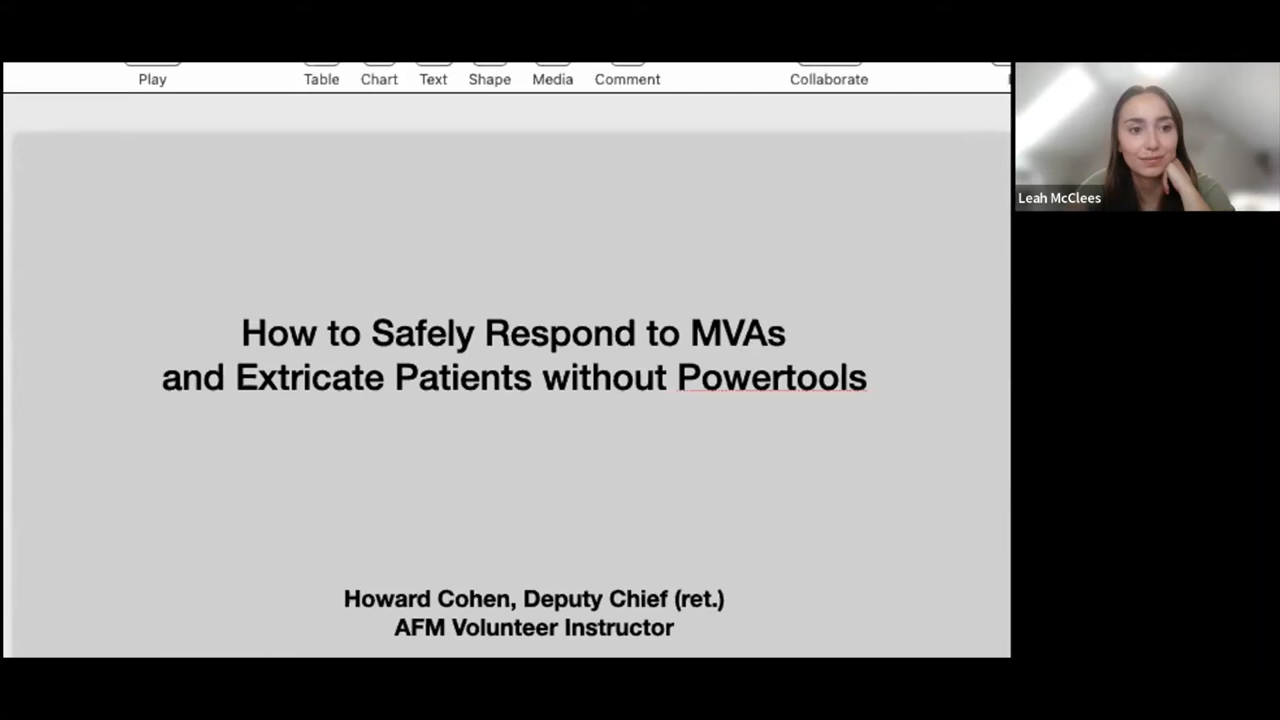 Play
Table
Chart
Text
Shape
Media
Comment
Collaborate
How to Safely Respond to MVAs
and Extricate Patients without Powertools
Howard Cohen, Deputy Chief (ret.)
AFM Volunteer Instructor
Leah McClees